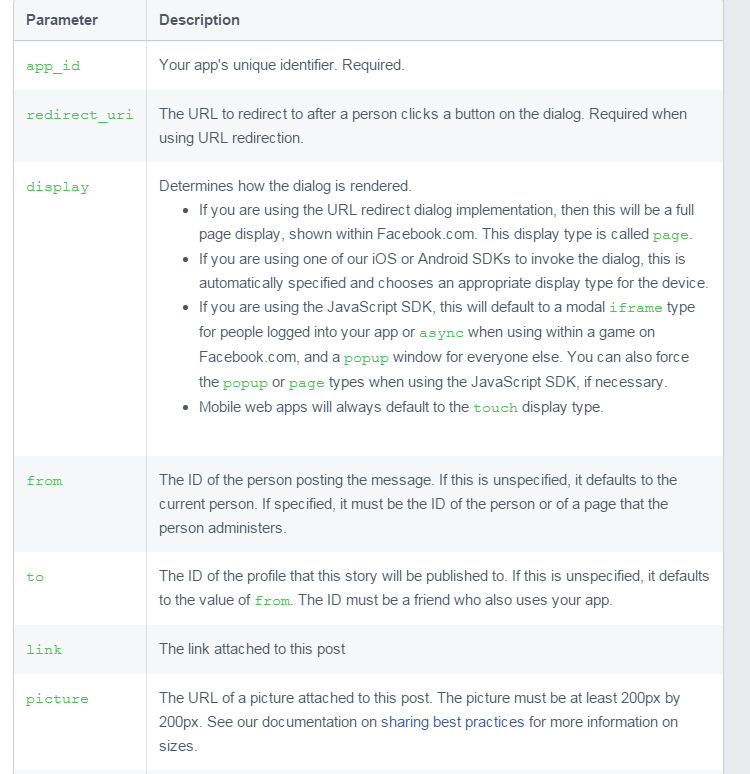 Parameter Description
app_id Your app's unique identifier. Required.
redirect_uri The URL to redirect to after a person clicks a button on the dialog. Required when
using URL redirection.
display Determines how the dialog is rendered.
• If you are using the URL redirect dialog implementation, then this will be a full
page display, shown within Facebook.com. This display type is called page.
• If you are using one of our iOS or Android SDKs to invoke the dialog, this is
automatically specified and chooses an appropriate display type for the device.
• If you are using the JavaScript SDK, this will default to a modal iframe type
for people logged into your app or async when using within a game on
Facebook.com, and a popup window for everyone else. You can also force
the popup or page types when using the JavaScript SDK, if necessary.
• Mobile web apps will always default to the touch display type.
from The ID of the person posting the message. If this is unspecified, it defaults to the
current person. If specified, it must be the ID of the person or of a page that the
person administers.
to The ID of the profile that this story will be published to. If this is unspecified, it defaults
to the value of from. The ID must be a friend who also uses your app.
link The link attached to this post
picture The URL of a picture attached to this post. The picture must be at least 200px by
200px. See our documentation on sharing best practices for more information on
sizes.